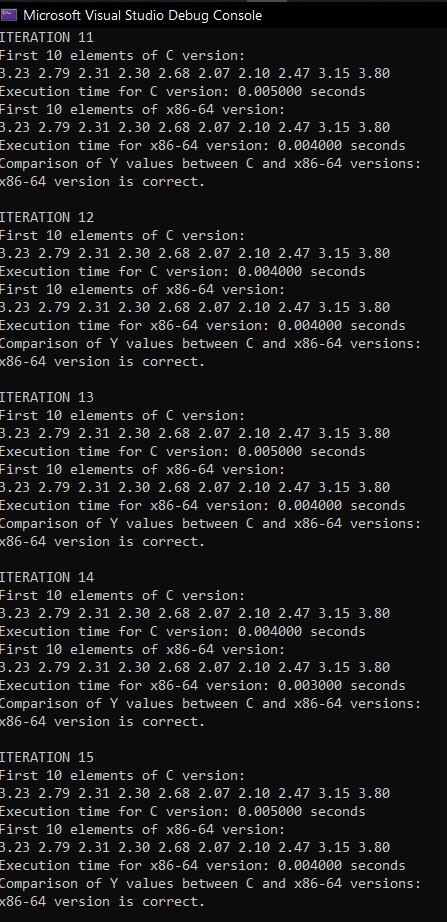 Microsoft Visual Studio Debug Console
ITERATION 11
First 10 elements of C version:
3.23 2.79 2.31 2.30 2.68 2.07 2.10 2.47 3.15 3.80
Execution time for C version: 0.005000 seconds
First 10 elements of x86-64 version:
3.23 2.79 2.31 2.30 2.68 2.07 2.10 2.47 3.15 3.80
Execution time for x86-64 version: 0.004000 seconds
Comparison of Y values between C and x86-64 versions:
x86-64 version is correct.
ITERATION 12
First 10 elements of C version:
3.23 2.79 2.31 2.30 2.68 2.07 2.10 2.47 3.15 3.80
Execution time for C version: 0.004000 seconds
First 10 elements of x86-64 version:
3.23 2.79 2.31 2.30 2.68 2.07 2.10 2.47 3.15 3.80
Execution time for x86-64 version: 0.004000 seconds
Comparison of Y values between C and x86-64 versions:
x86-64 version is correct.
ITERATION 13
First 10 elements of C version:
3.23 2.79 2.31 2.30 2.68 2.07 2.10 2.47 3.15 3.80
Execution time for C version: 0.005000 seconds
First 10 elements of x86-64 version:
3.23 2.79 2.31 2.30 2.68 2.07 2.10 2.47 3.15 3.80
Execution time for x86-64 version: 0.004000 seconds
Comparison of Y values between C and x86-64 versions:
x86-64 version is correct.
ITERATION 14
First 10 elements of C version:
3.23 2.79 2.31 2.30 2.68 2.07 2.10 2.47 3.15 3.80
Execution time for C version: 0.004000 seconds
First 10 elements of x86-64 version:
3.23 2.79 2.31 2.30 2.68 2.07 2.10 2.47 3.15 3.80
Execution time for x86-64 version: 0.003000 seconds
Comparison of Y values between C and x86-64 versions:
x86-64 version is correct.
ITERATION 15
First 10 elements of C version:
3.23 2.79 2.31 2.30 2.68 2.07 2.10 2.47 3.15 3.80
Execution time for C version: 0.005000 seconds
First 10 elements of x86-64 version:
3.23 2.79 2.31 2.30 2.68 2.07 2.10 2.47 3.15 3.80
Execution time for x86-64 version: 0.004000 seconds
Comparison of Y values between C and x86-64 versions:
x86-64 version is correct.